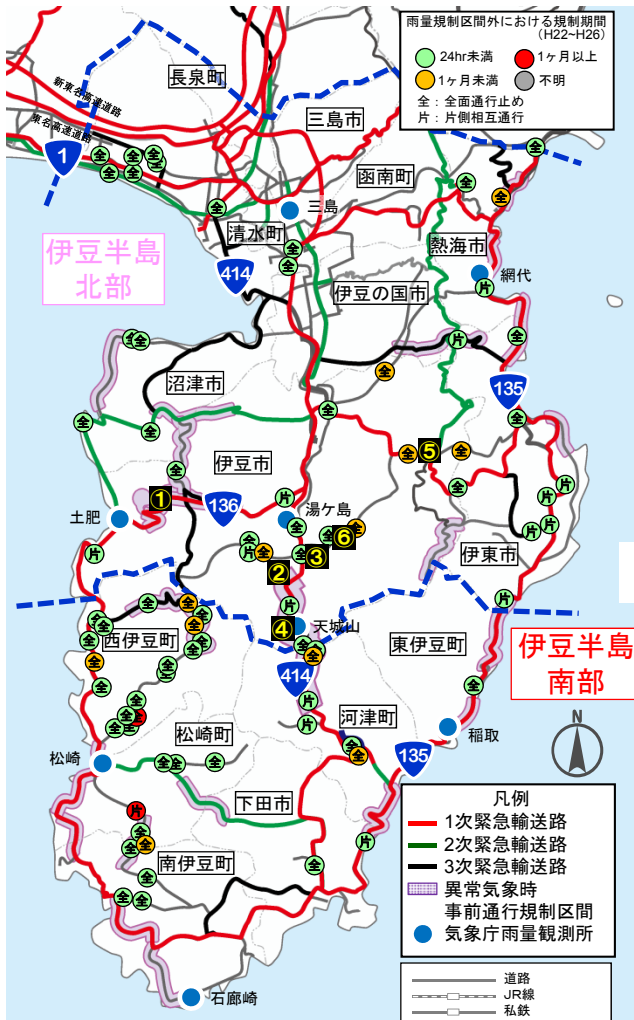 雨量規制区間外における規制期間
(H22~H26)
24hr未満
1ヶ月以上
1ヶ月未満
不明
全：全面通行止め
片：片側相互通行
長泉町
新東名高速道路
東名高速道路
三島市
1
函南町
三島
清水町
熱海市
伊豆半島
北部
414
網代
伊豆の国市
沼津市
135
伊豆市
⑤
①
136
土肥
湯ケ島
⑥
③
伊東市
②
④
天城山
西伊豆町
東伊豆町
伊豆半島
南部
414
河津町
稲取
松崎町
N
135
松崎
下田市
南伊豆町
石廊崎
凡例
1次緊急輸送路
2次緊急輸送路
3次緊急輸送路
異常気象時
事前通行規制区間
気象庁雨量観測所
道路
JR線
私鉄